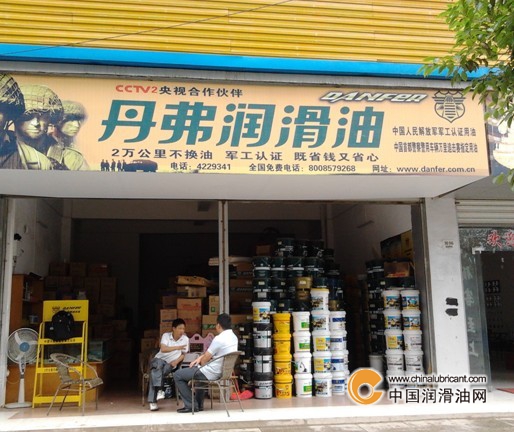 CCTV2央视合作伙伴
DANFER
丹弗润滑油
中国人民解放军军工认证用油
2万公里不换油 军工认证 既省钱又省心
电话：4229341 全国免费电话：8008579268 网址：www.danfer.com.cn
www.chinalubricant.com
中国润滑油网